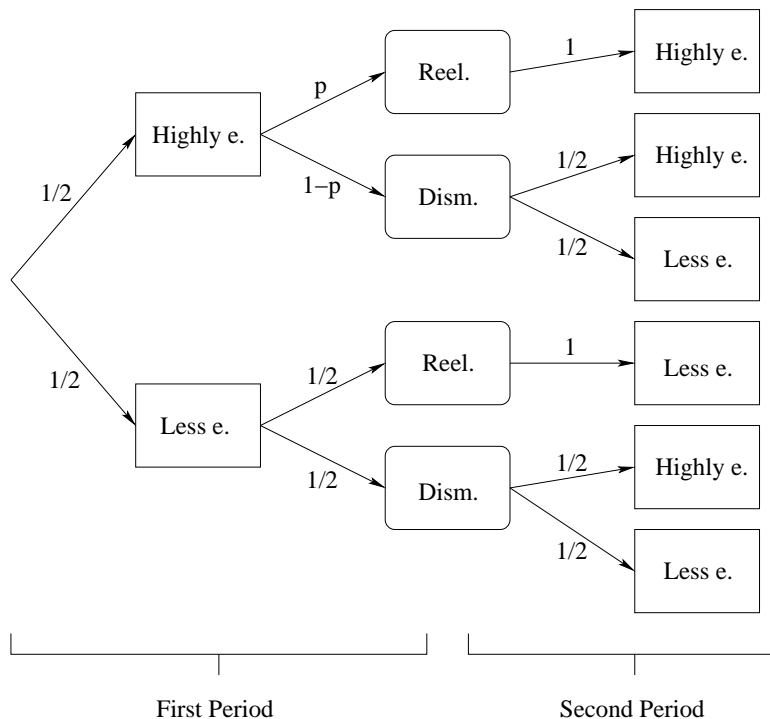 Reel.
1
Highly e.
p
Highly e.
1/2
Highly e.
1–p
Dism.
1/2
1/2
Less e.
Reel.
1
Less e.
1/2
1/2
Less e.
1/2
Dism.
1/2
Highly e.
1/2
Less e.
First Period
Second Period